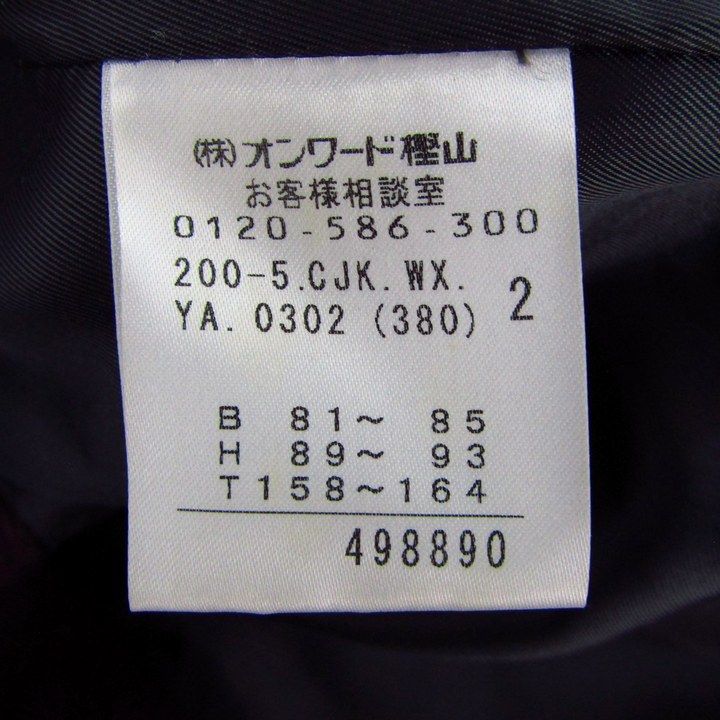 (株)オンワード樫山
お客様相談室
0120-586-300
200-5.CJK.WX.
YA.0302(380) 2
B 81~ 85
H 89~ 93
T158~164
498890